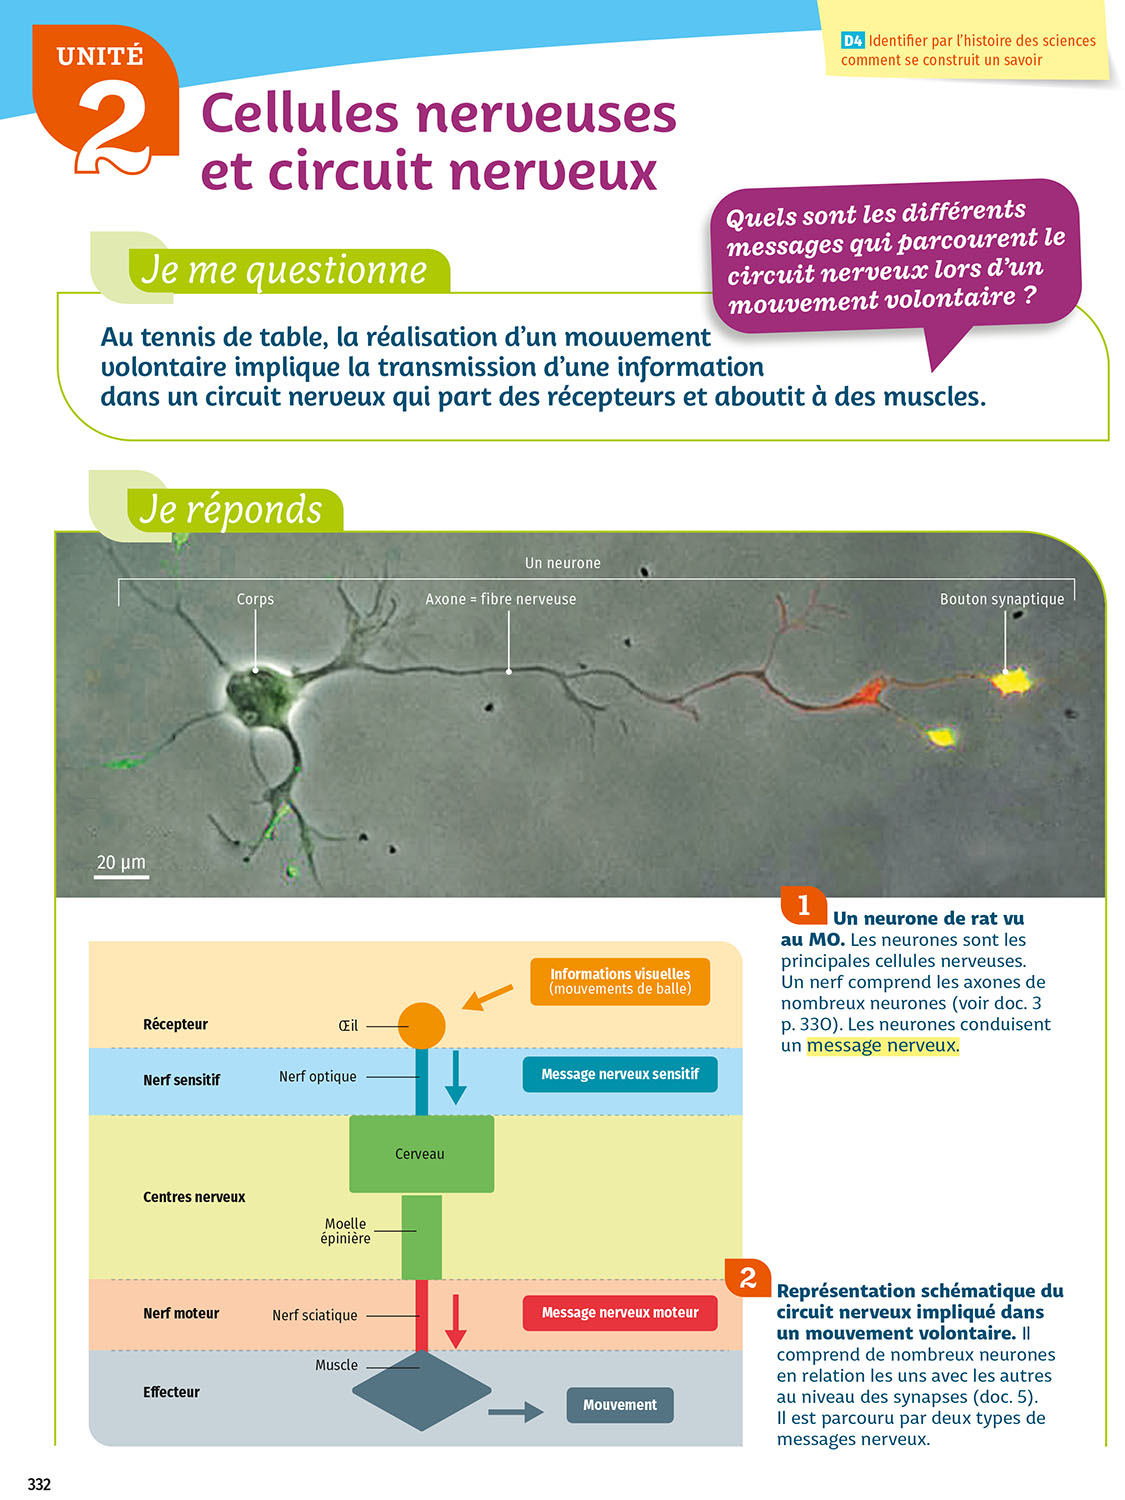 UNITÉ
2
D4 Identifier par l'histoire des sciences
comment se construit un savoir
Cellules nerveuses
et circuit nerveux
Quels sont les différents
messages qui parcourent le
circuit nerveux lors d'un
mouvement volontaire ?
Je me questionne
Au tennis de table, la réalisation d'un mouvement
volontaire implique la transmission d'une information
dans un circuit nerveux qui part des récepteurs et aboutit à des muscles.
Je réponds
Un neurone
Corps
Axone = fibre nerveuse
Bouton synaptique
20 µm
1 Un neurone de rat vu
au MO. Les neurones sont les
principales cellules nerveuses.
Un nerf comprend les axones de
nombreux neurones (voir doc. 3
p. 330). Les neurones conduisent
un message nerveux.
Informations visuelles
(mouvements de balle)
Récepteur
Œil
Nerf sensitif
Nerf optique
Message nerveux sensitif
Cerveau
Centres nerveux
Moelle
épinière
Nerf moteur
Nerf sciatique
Message nerveux moteur
Muscle
Effecteur
Mouvement
2
Représentation schématique du
circuit nerveux impliqué dans
un mouvement volontaire. Il
comprend de nombreux neurones
en relation les uns avec les autres
au niveau des synapses (doc. 5).
Il est parcouru par deux types de
messages nerveux.
332